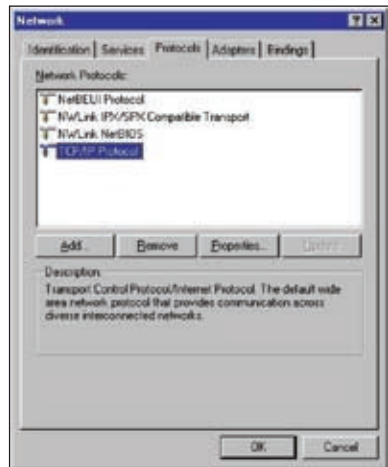 Network
Identification Services Protocols Adapters Bindings
Network Protocols:
NetBEUI Protocol
NWLink IPX/SPX Compatible Transport
NWLink NetBIOS
TCP/IP Protocol
Add... Remove Properties... Update...
Description:
Transport Control Protocol/Internet Protocol. The default wide
area network protocol that provides communication across
diverse interconnected networks.
OK Cancel